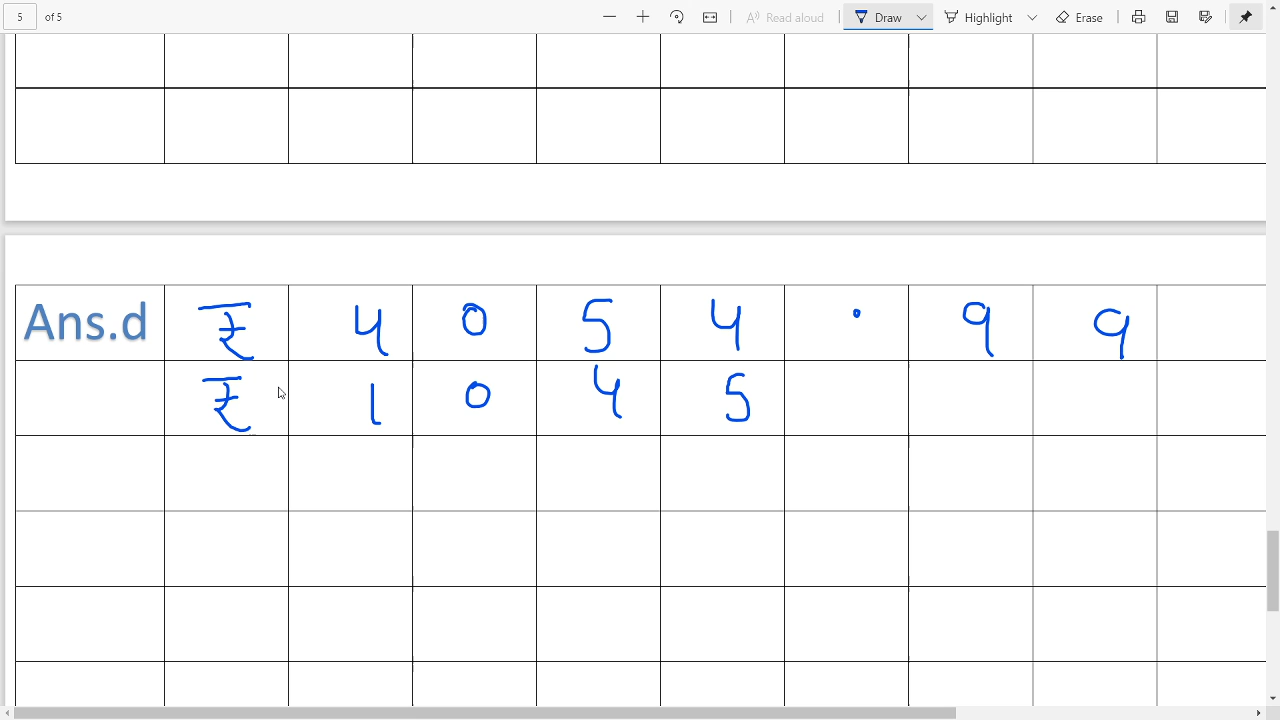 5 of 5 Read aloud Draw Highlight Erase
Ans.d ₹ 4 0 5 4 . 9 9
₹ 1 0 4 5